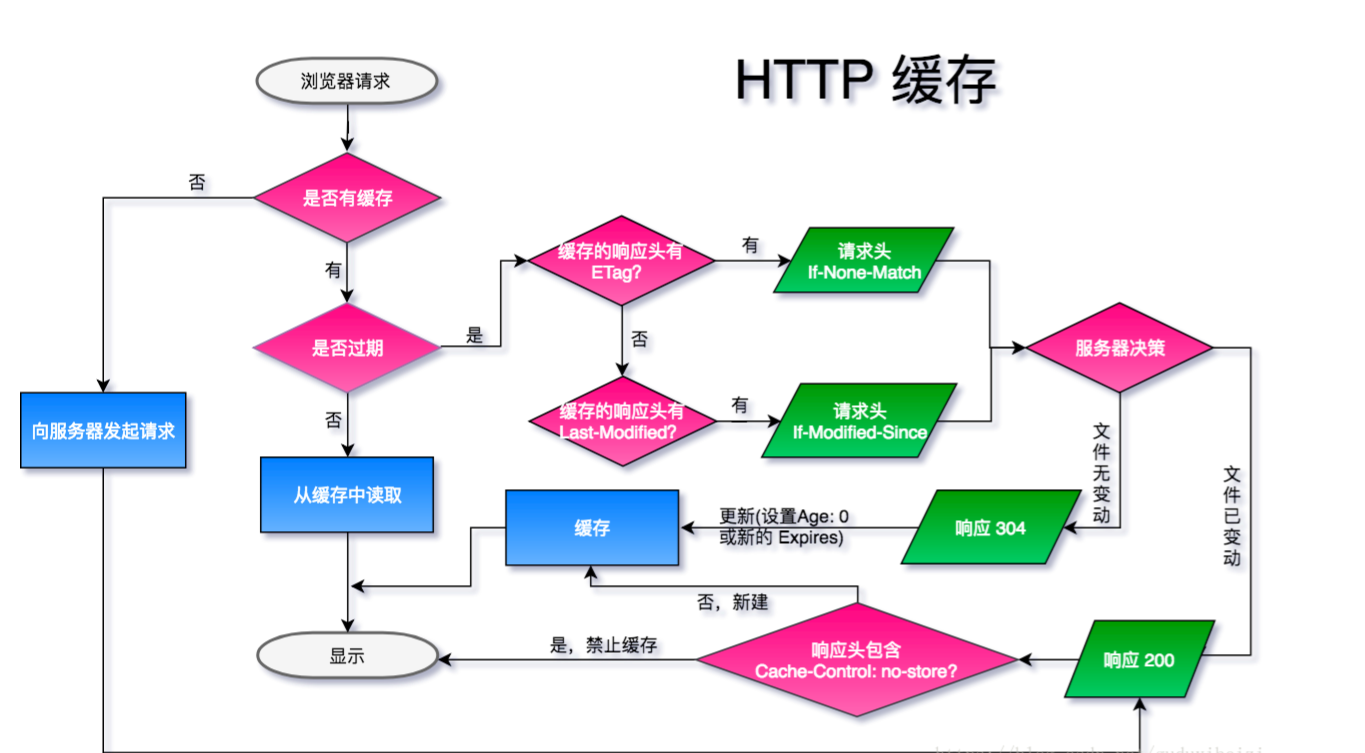 HTTP 缓存
浏览器请求
否
是否有缓存
有
缓存的响应头有
ETag?
有
请求头
If-None-Match
是否过期
是
否
服务器决策
向服务器发起请求
否
缓存的响应头有
Last-Modified?
有
请求头
If-Modified-Since
文件无变动
文件已变动
从缓存中读取
缓存
更新(设置Age: 0
或新的 Expires)
响应 304
否，新建
显示
是，禁止缓存
响应头包含
Cache-Control: no-store?
响应 200